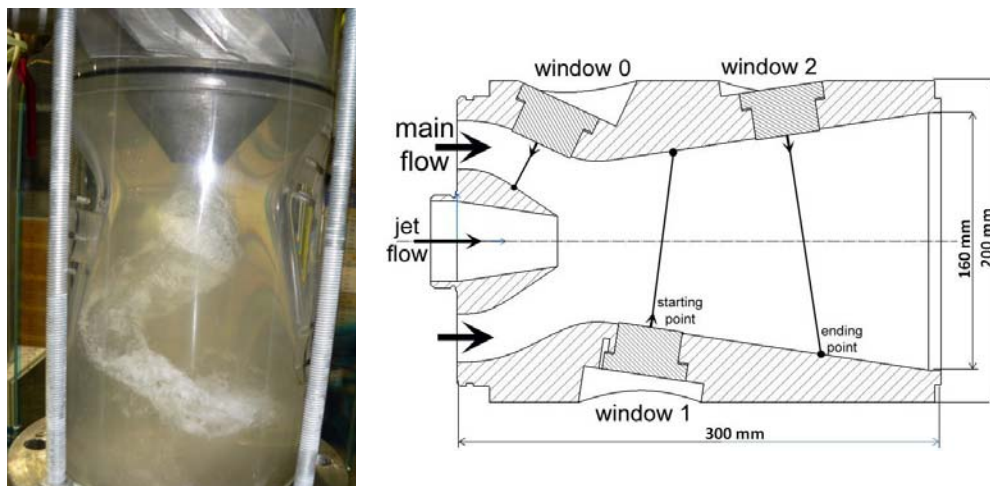 window 0
window 2
main
flow
jet
flow
starting
point
ending
point
window 1
160 mm
200 mm
300 mm